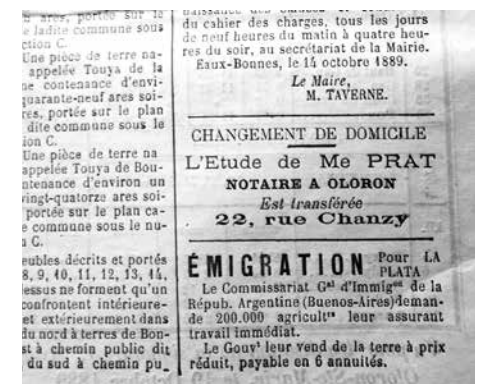 ares, portée sur le
e ladite commune sous
ction C.
Une pièce de terre na-
appelée Touya de la
ne contenance d'envi-
quarante-neuf ares soi-
res, portée sur le plan
dite commune sous le
ion C.
Une pièce de terre na
appelée Touya de Bou-
ntenance d'environ un
vingt-quatorze ares soi-
portée sur le plan ca-
e commune sous le nu-
n C.
eubles décrits et portés
8, 9, 10, 11, 12, 13, 14,
essus ne forment qu'un
confrontent intérieure-
et extérieurement dans
du nord à terres de Bon-
st à chemin public dit
du sud à chemin pu_
du cahier des charges, tous les jours
de neuf heures du matin à quatre heu-
res du soir, au secrétariat de la Mairie.
Eaux-Bonnes, le 14 octobre 1889.
Le Maire,
M. TAVERNE.
CHANGEMENT DE DOMICILE
L'Etude de Me PRAT
NOTAIRE A OLORON
Est transférée
22, rue Chanzy
ÉMIGRATION Pour LA PLATA
Le Commissariat Gal d'Immigon de la
Répub. Argentine (Buenos-Aires) deman-
de 200.000 agricultrs leur assurant
travail immédiat.
Le Gouvt leur vend de la terre à prix
réduit, payable en 6 annuités.